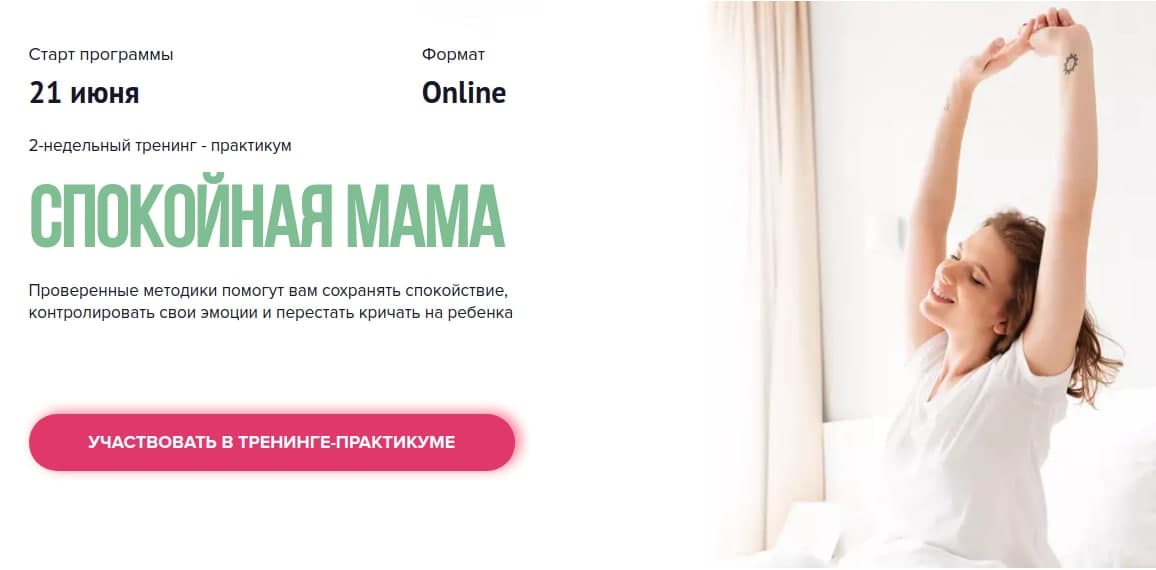 Старт программы
Формат
21 июня
Online
2-недельный тренинг - практикум
СПОКОЙНАЯ МАМА
Проверенные методики помогут вам сохранять спокойствие,
контролировать свои эмоции и перестать кричать на ребенка
УЧАСТВОВАТЬ В ТРЕНИНГЕ-ПРАКТИКУМЕ